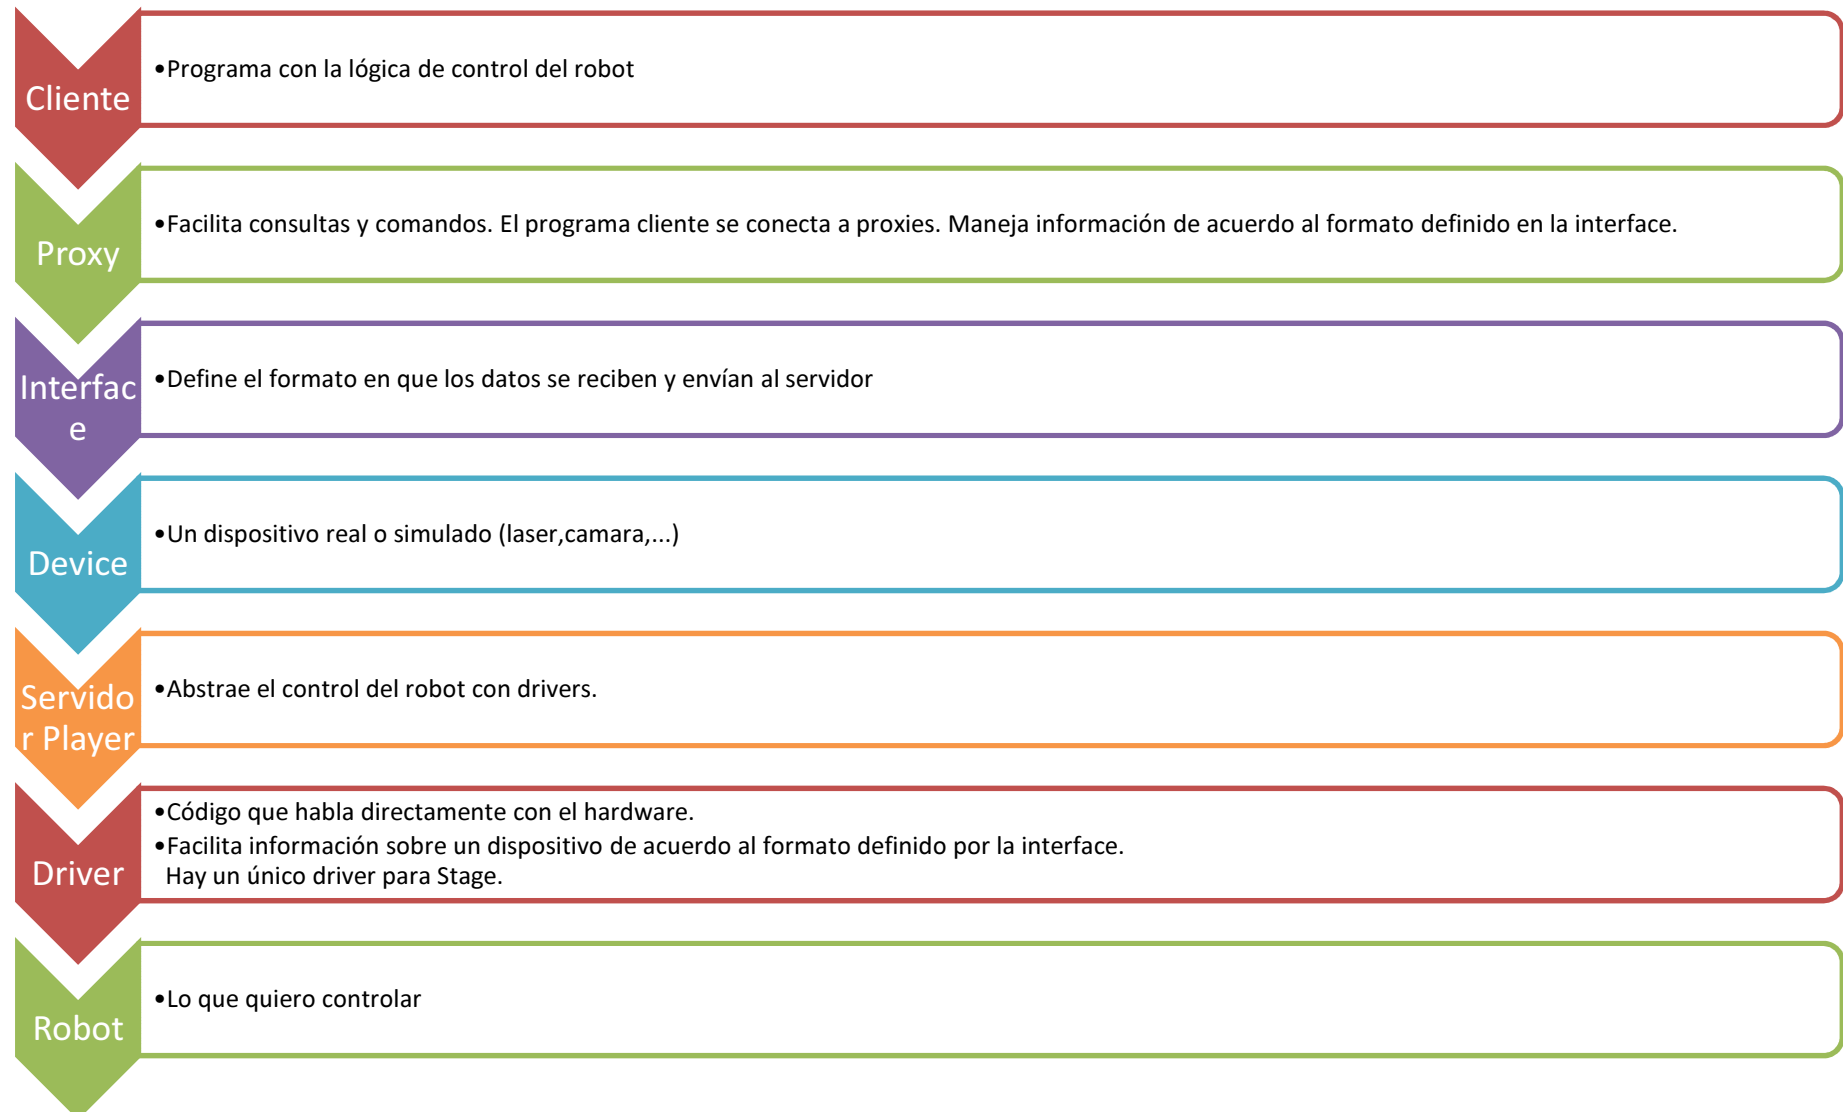 Cliente
•Programa con la lógica de control del robot
Proxy
•Facilita consultas y comandos. El programa cliente se conecta a proxies. Maneja información de acuerdo al formato definido en la interface.
Interfac
e
•Define el formato en que los datos se reciben y envían al servidor
Device
•Un dispositivo real o simulado (laser,camara,...)
Servido
r Player
•Abstrae el control del robot con drivers.
Driver
•Código que habla directamente con el hardware.
•Facilita información sobre un dispositivo de acuerdo al formato definido por la interface.
Hay un único driver para Stage.
Robot
•Lo que quiero controlar